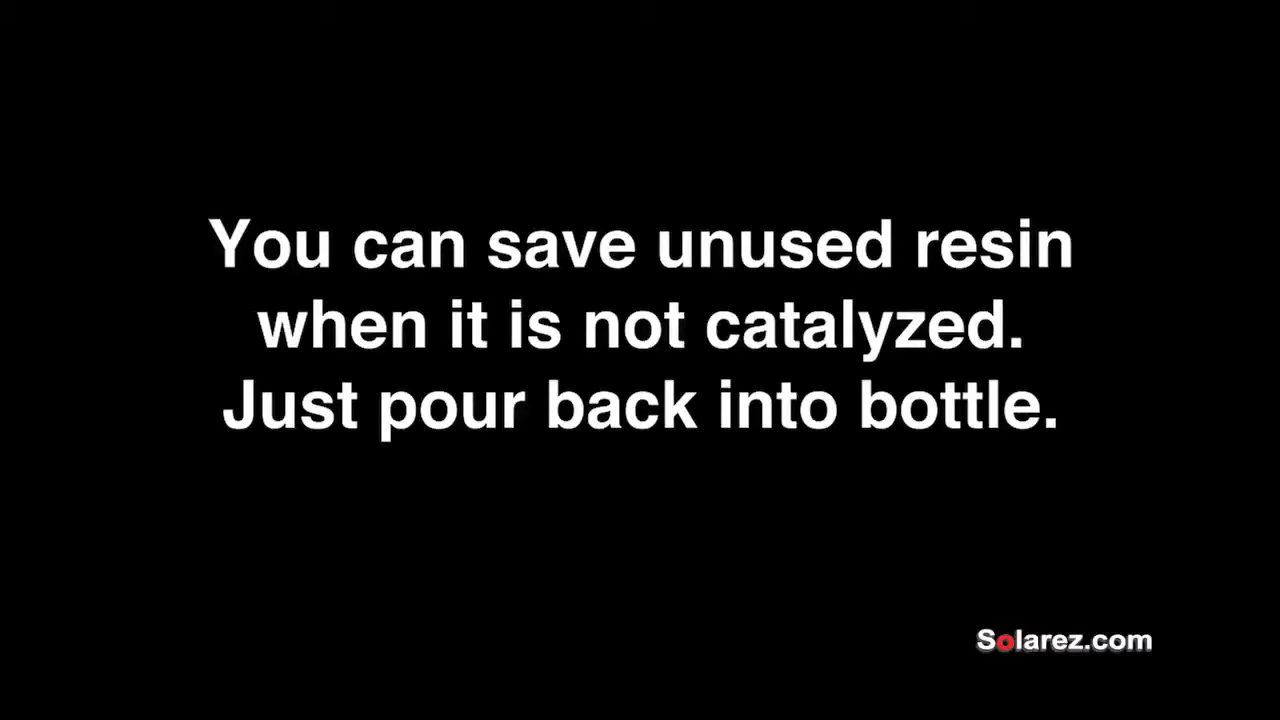 You can save unused resin
when it is not catalyzed.
Just pour back into bottle.
Solarez.com